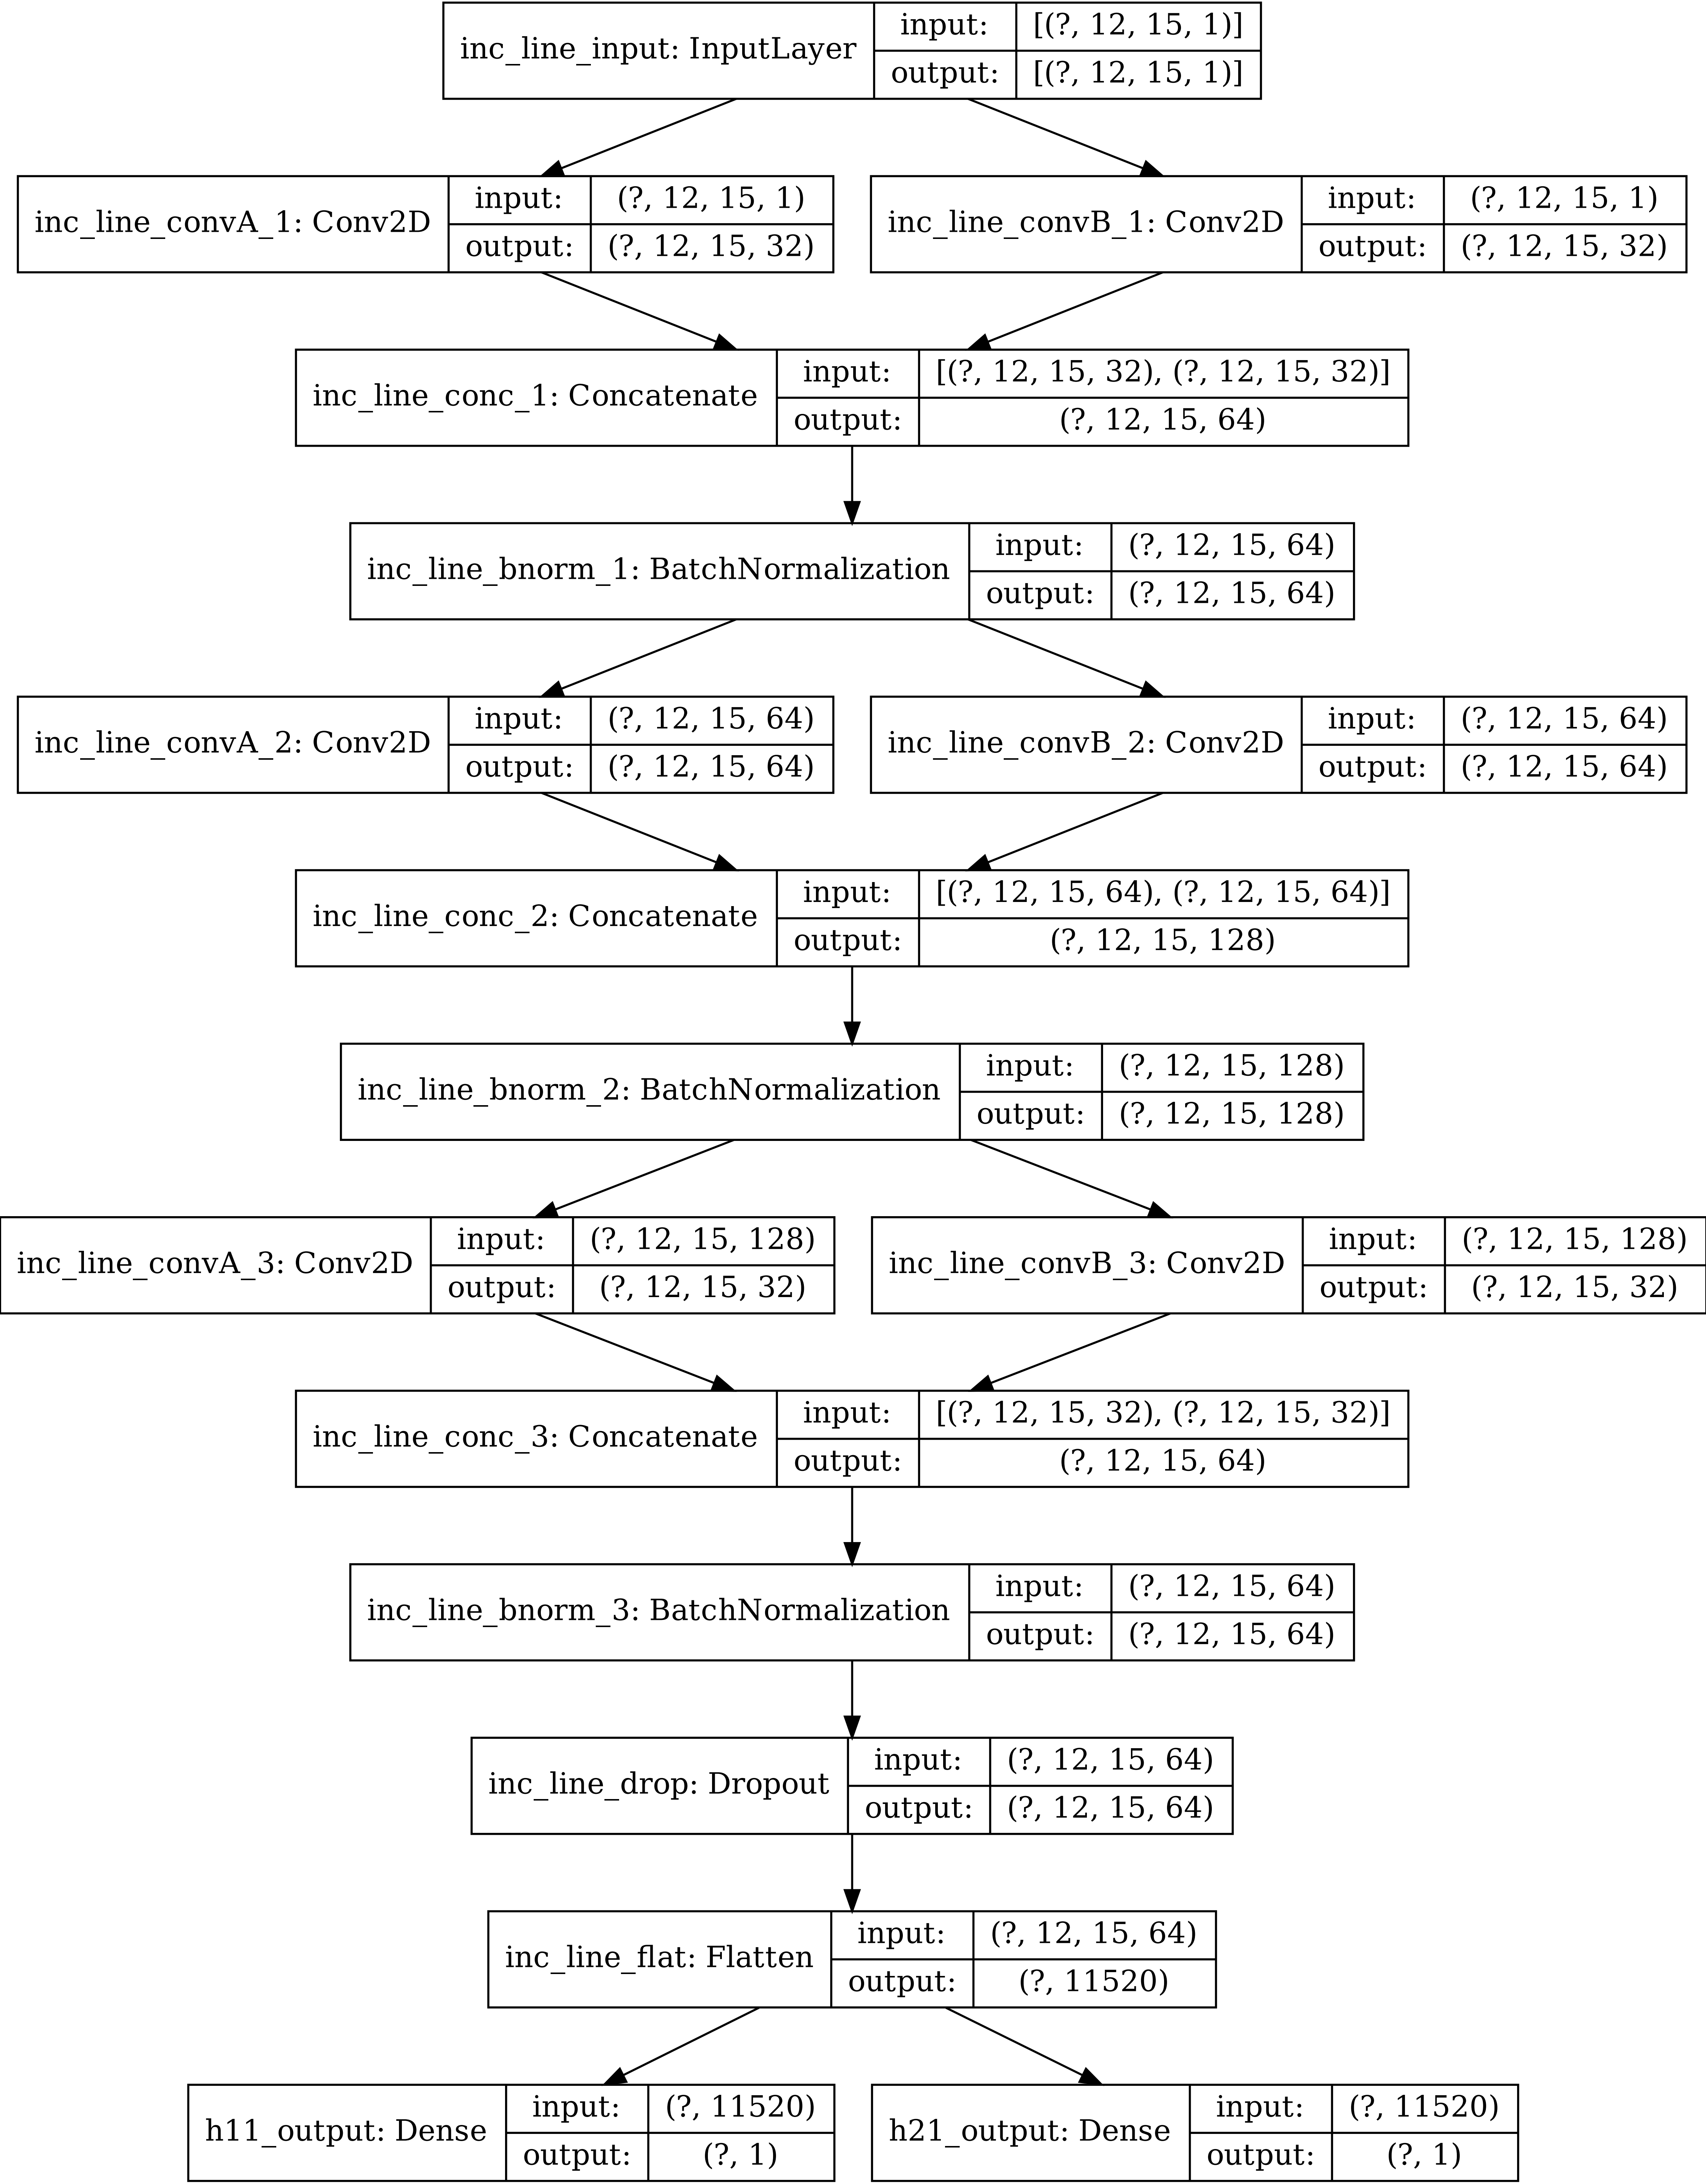 inc_line_input: InputLayer
input:
[(?, 12, 15, 1)]
output:
[(?, 12, 15, 1)]
inc_line_convA_1: Conv2D
input:
(?, 12, 15, 1)
output:
(?, 12, 15, 32)
inc_line_convB_1: Conv2D
input:
(?, 12, 15, 1)
output:
(?, 12, 15, 32)
inc_line_conc_1: Concatenate
input:
[(?, 12, 15, 32), (?, 12, 15, 32)]
output:
(?, 12, 15, 64)
inc_line_bnorm_1: BatchNormalization
input:
(?, 12, 15, 64)
output:
(?, 12, 15, 64)
inc_line_convA_2: Conv2D
input:
(?, 12, 15, 64)
output:
(?, 12, 15, 64)
inc_line_convB_2: Conv2D
input:
(?, 12, 15, 64)
output:
(?, 12, 15, 64)
inc_line_conc_2: Concatenate
input:
[(?, 12, 15, 64), (?, 12, 15, 64)]
output:
(?, 12, 15, 128)
inc_line_bnorm_2: BatchNormalization
input:
(?, 12, 15, 128)
output:
(?, 12, 15, 128)
inc_line_convA_3: Conv2D
input:
(?, 12, 15, 128)
output:
(?, 12, 15, 32)
inc_line_convB_3: Conv2D
input:
(?, 12, 15, 128)
output:
(?, 12, 15, 32)
inc_line_conc_3: Concatenate
input:
[(?, 12, 15, 32), (?, 12, 15, 32)]
output:
(?, 12, 15, 64)
inc_line_bnorm_3: BatchNormalization
input:
(?, 12, 15, 64)
output:
(?, 12, 15, 64)
inc_line_drop: Dropout
input:
(?, 12, 15, 64)
output:
(?, 12, 15, 64)
inc_line_flat: Flatten
input:
(?, 12, 15, 64)
output:
(?, 11520)
h11_output: Dense
input:
(?, 11520)
output:
(?, 1)
h21_output: Dense
input:
(?, 11520)
output:
(?, 1)